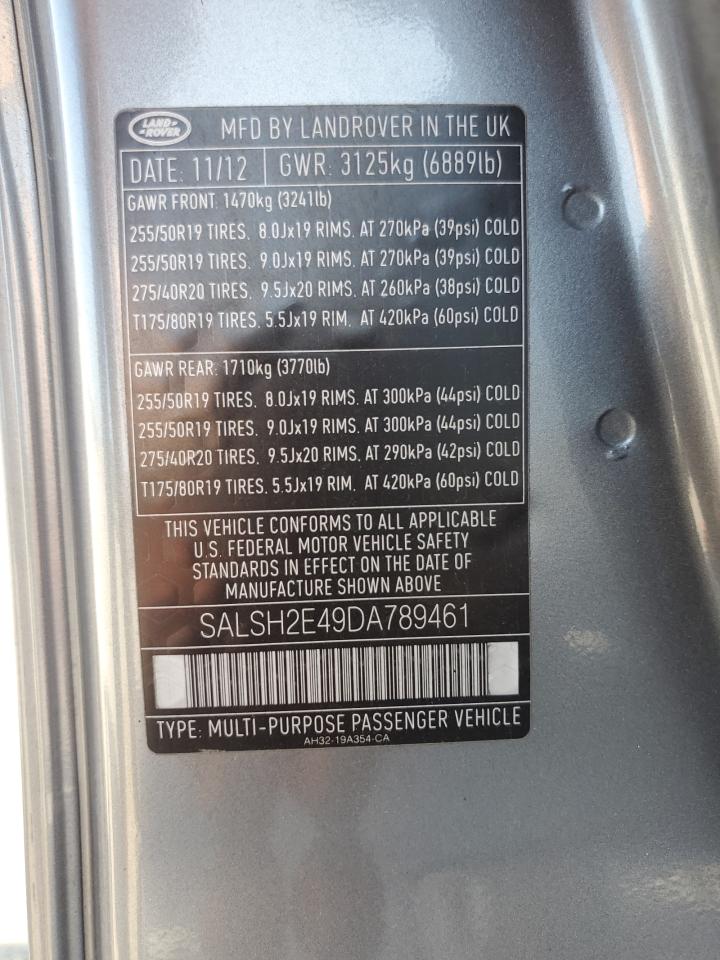 LAND-
-ROVER
MFD BY LANDROVER IN THE UK
DATE: 11/12 GWR: 3125kg (6889lb)
GAWR FRONT: 1470kg (3241lb)
255/50R19 TIRES, 8.0Jx19 RIMS, AT 270kPa (39psi) COLD
255/50R19 TIRES, 9.0Jx19 RIMS, AT 270kPa (39psi) COLD
275/40R20 TIRES, 9.5Jx20 RIMS, AT 260kPa (38psi) COLD
T175/80R19 TIRES, 5.5Jx19 RIM, AT 420kPa (60psi) COLD
GAWR REAR: 1710kg (3770lb)
255/50R19 TIRES, 8.0Jx19 RIMS, AT 300kPa (44psi) COLD
255/50R19 TIRES, 9.0Jx19 RIMS, AT 300kPa (44psi) COLD
275/40R20 TIRES, 9.5Jx20 RIMS, AT 290kPa (42psi) COLD
T175/80R19 TIRES, 5.5Jx19 RIM, AT 420kPa (60psi) COLD
THIS VEHICLE CONFORMS TO ALL APPLICABLE
U.S. FEDERAL MOTOR VEHICLE SAFETY
STANDARDS IN EFFECT ON THE DATE OF
MANUFACTURE SHOWN ABOVE
SALSH2E49DA789461
TYPE: MULTI-PURPOSE PASSENGER VEHICLE
AH32-19A354-CA